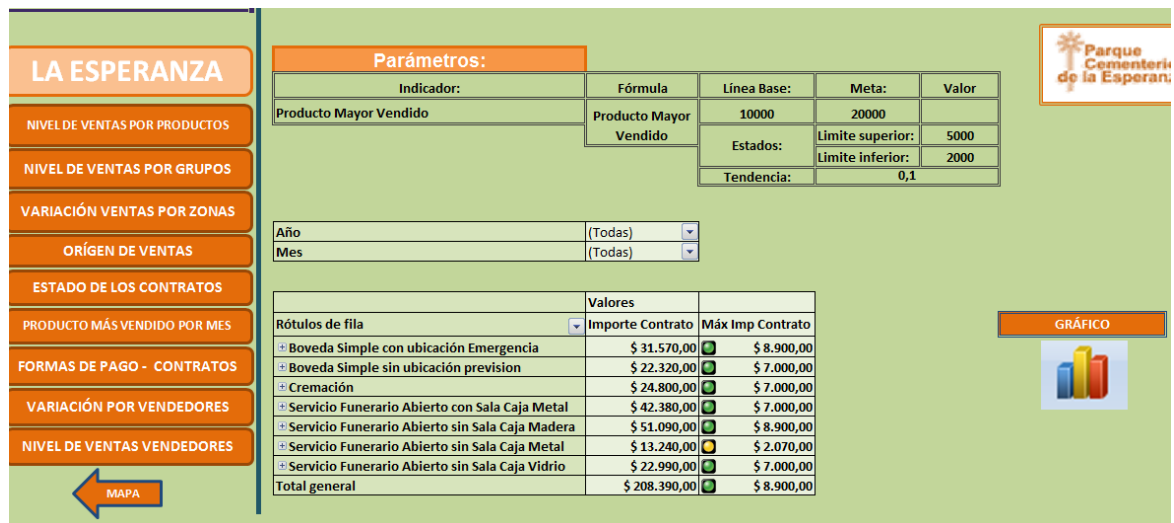 LA ESPERANZA
NIVEL DE VENTAS POR PRODUCTOS
NIVEL DE VENTAS POR GRUPOS
VARIACIÓN VENTAS POR ZONAS
ORÍGEN DE VENTAS
ESTADO DE LOS CONTRATOS
PRODUCTO MÁS VENDIDO POR MES
FORMAS DE PAGO - CONTRATOS
VARIACIÓN POR VENDEDORES
NIVEL DE VENTAS VENDEDORES
MAPA
Parámetros:
Indicador: Fórmula Línea Base: Meta: Valor
Producto Mayor Vendido Producto Mayor Vendido 10000 20000
Estados: Limite superior: 5000
Limite inferior: 2000
Tendencia: 0,1
Año (Todas)
Mes (Todas)
Valores
Rótulos de fila Importe Contrato Máx Imp Contrato
Boveda Simple con ubicación Emergencia $ 31.570,00 $ 8.900,00
Boveda Simple sin ubicación prevision $ 22.320,00 $ 7.000,00
Cremación $ 24.800,00 $ 7.000,00
Servicio Funerario Abierto con Sala Caja Metal $ 42.380,00 $ 7.000,00
Servicio Funerario Abierto sin Sala Caja Madera $ 51.090,00 $ 8.900,00
Servicio Funerario Abierto sin Sala Caja Metal $ 13.240,00 $ 2.070,00
Servicio Funerario Abierto sin Sala Caja Vidrio $ 22.990,00 $ 7.000,00
Total general $ 208.390,00 $ 8.900,00
Parque
Cementerio
de la Esperanz
GRÁFICO